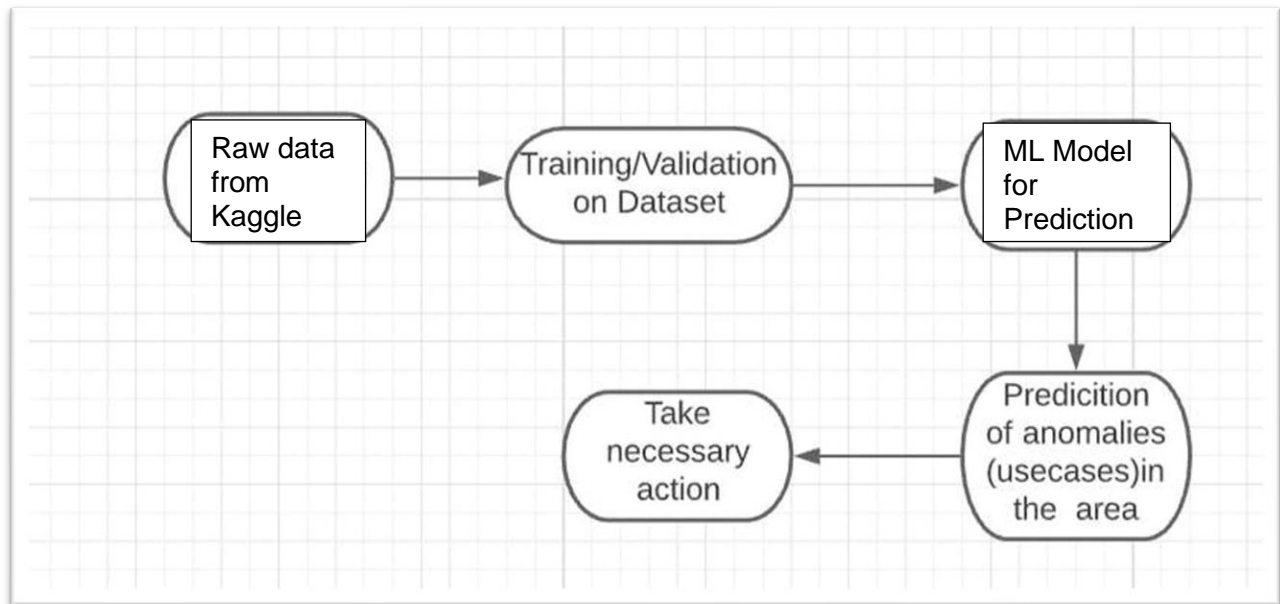 Raw data
from
Kaggle
Training/Validation
on Dataset
ML Model
for
Prediction
Predicition
of anomalies
(usecases)in
the area
Take
necessary
action